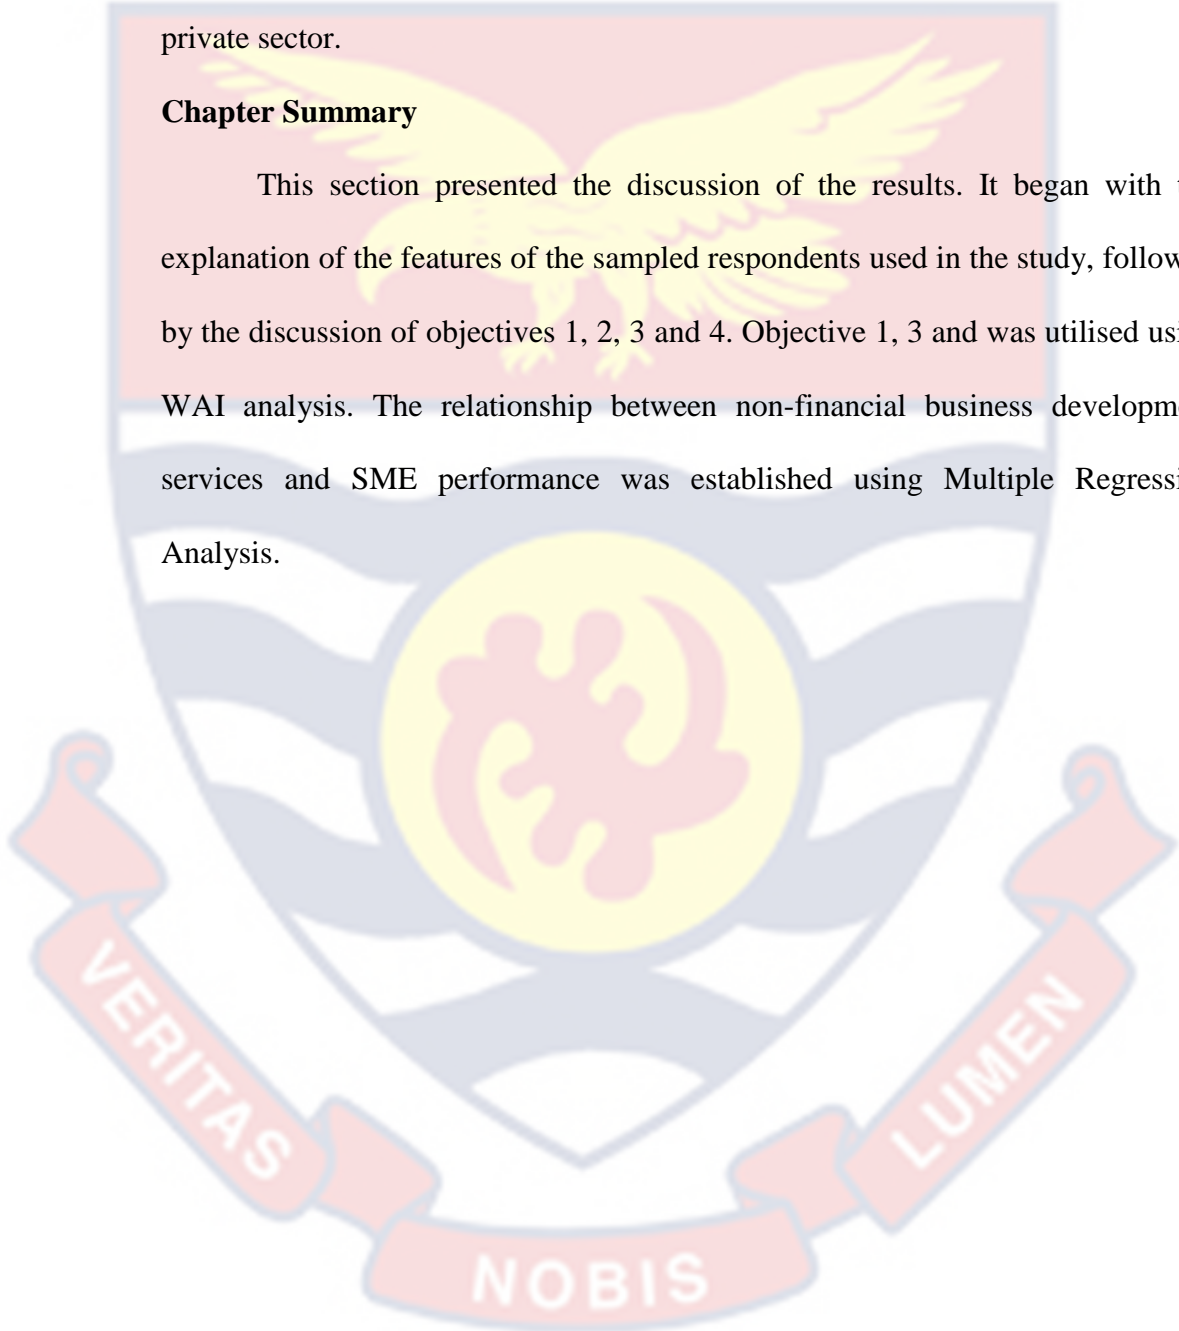 private sector.
Chapter Summary
This section presented the discussion of the results. It began with t
explanation of the features of the sampled respondents used in the study, follow
by the discussion of objectives 1, 2, 3 and 4. Objective 1, 3 and was utilised usi
WAI analysis. The relationship between non-financial business developme
services and SME performance was established using Multiple Regressi
Analysis.
VERITAS
NOBIS
LUMEN